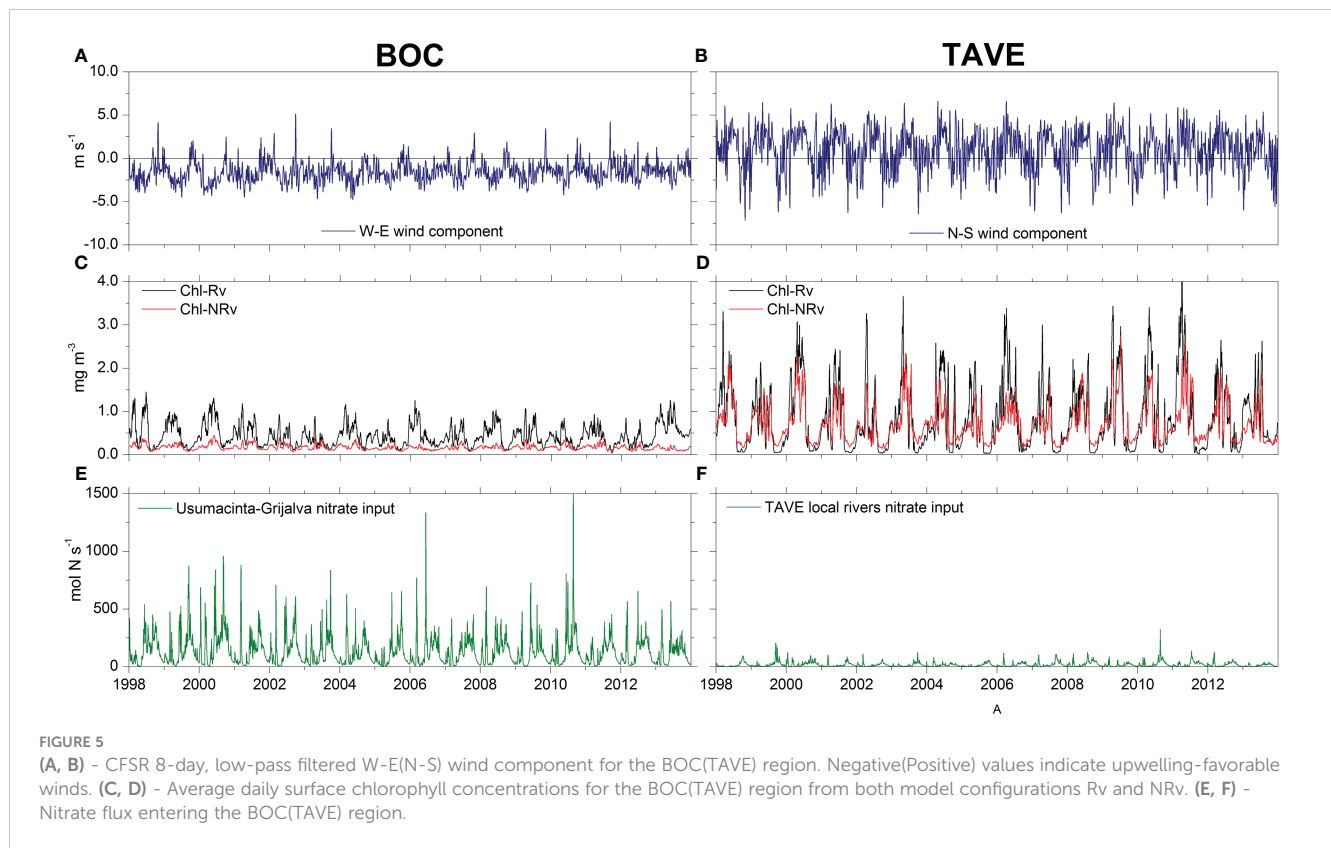 BOC
TAVE
A
B
10.0
5.0
0.0
-5.0
-10.0
m s-1
W-E wind component
N-S wind component
C
D
4.0
3.0
2.0
1.0
0.0
mg m-3
Chl-Rv
Chl-NRv
Chl-Rv
Chl-NRv
E
F
1500
1000
500
0
mol N s-1
Usumacinta-Grijalva nitrate input
TAVE local rivers nitrate input
1998 2000 2002 2004 2006 2008 2010 2012
1998 2000 2002 2004 2006 2008 2010 2012
A
FIGURE 5
(A, B) - CFSR 8-day, low-pass filtered W-E(N-S) wind component for the BOC(TAVE) region. Negative(Positive) values indicate upwelling-favorable
winds. (C, D) - Average daily surface chlorophyll concentrations for the BOC(TAVE) region from both model configurations Rv and NRv. (E, F) -
Nitrate flux entering the BOC(TAVE) region.